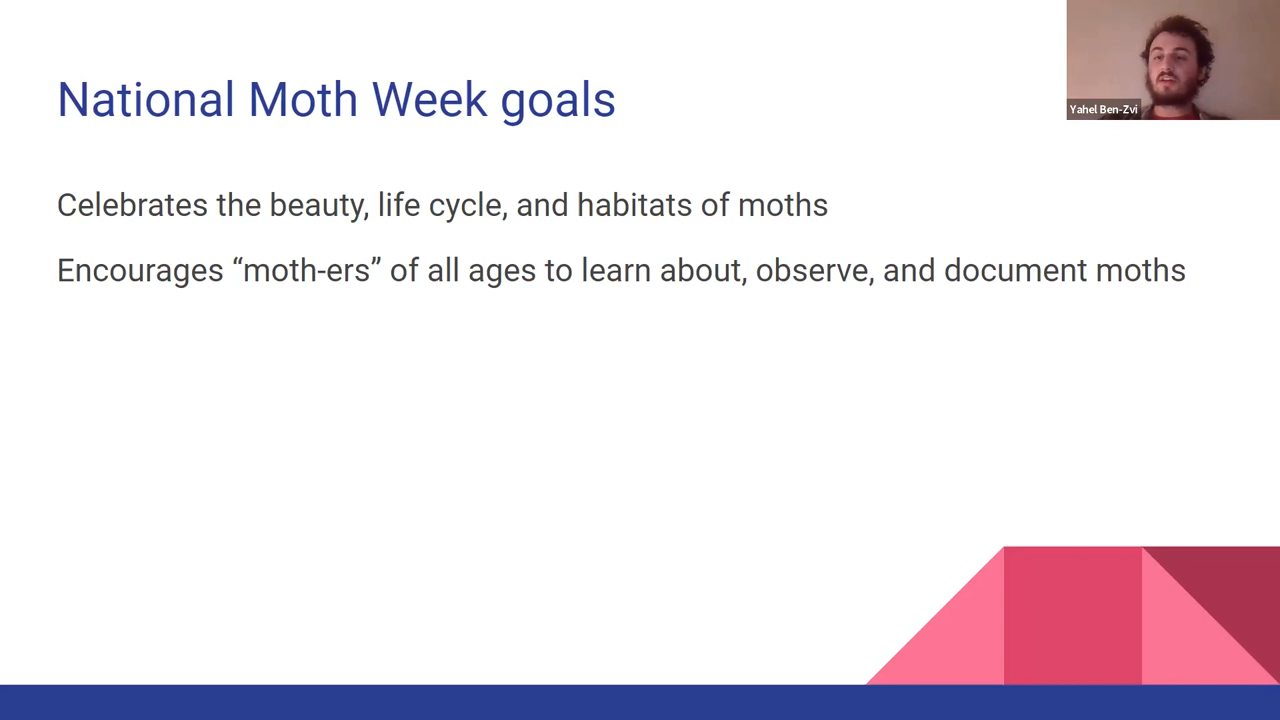 National Moth Week goals
Yahel Ben-Zvi
Celebrates the beauty, life cycle, and habitats of moths
Encourages “moth-ers” of all ages to learn about, observe, and document moths